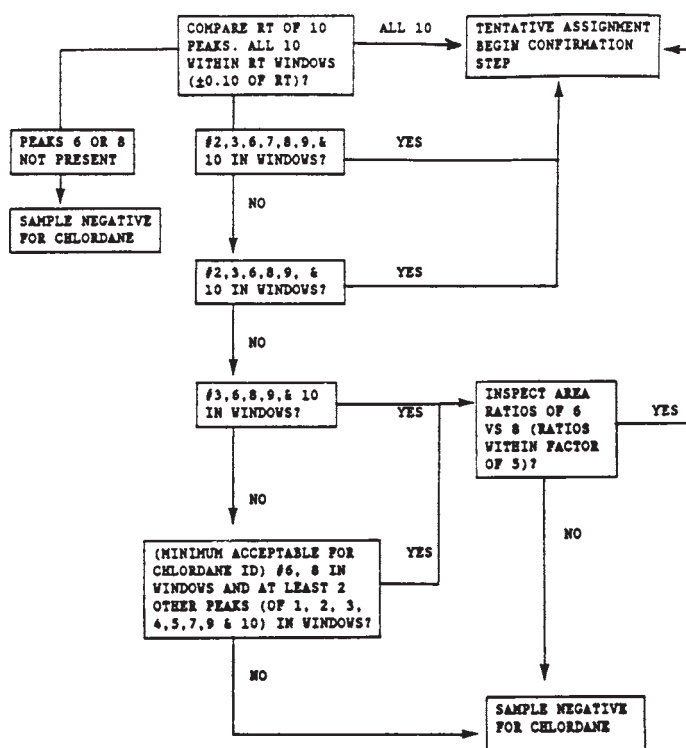 COMPARE RT OF 10
PEAKS. ALL 10
WITHIN RT WINDOWS
(±0.10 OF RT)?
ALL 10
TENTATIVE ASSIGNMENT
BEGIN CONFIRMATION
STEP
PEAKS 6 OR 8
NOT PRESENT
#2,3,6,7,8,9,&
10 IN WINDOWS?
YES
SAMPLE NEGATIVE
FOR CHLORDANE
NO
#2,3,6,8,9, &
10 IN WINDOWS?
YES
NO
#3,6,8,9,& 10
IN WINDOWS?
YES
INSPECT AREA
RATIOS OF 6
VS 8 (RATIOS
WITHIN FACTOR
OF 5)?
YES
NO
NO
(MINIMUM ACCEPTABLE FOR
CHLORDANE ID) #6, 8 IN
WINDOWS AND AT LEAST 2
OTHER PEAKS (OF 1, 2, 3,
4,5,7,9 & 10) IN WINDOWS?
YES
NO
SAMPLE NEGATIVE
FOR CHLORDANE